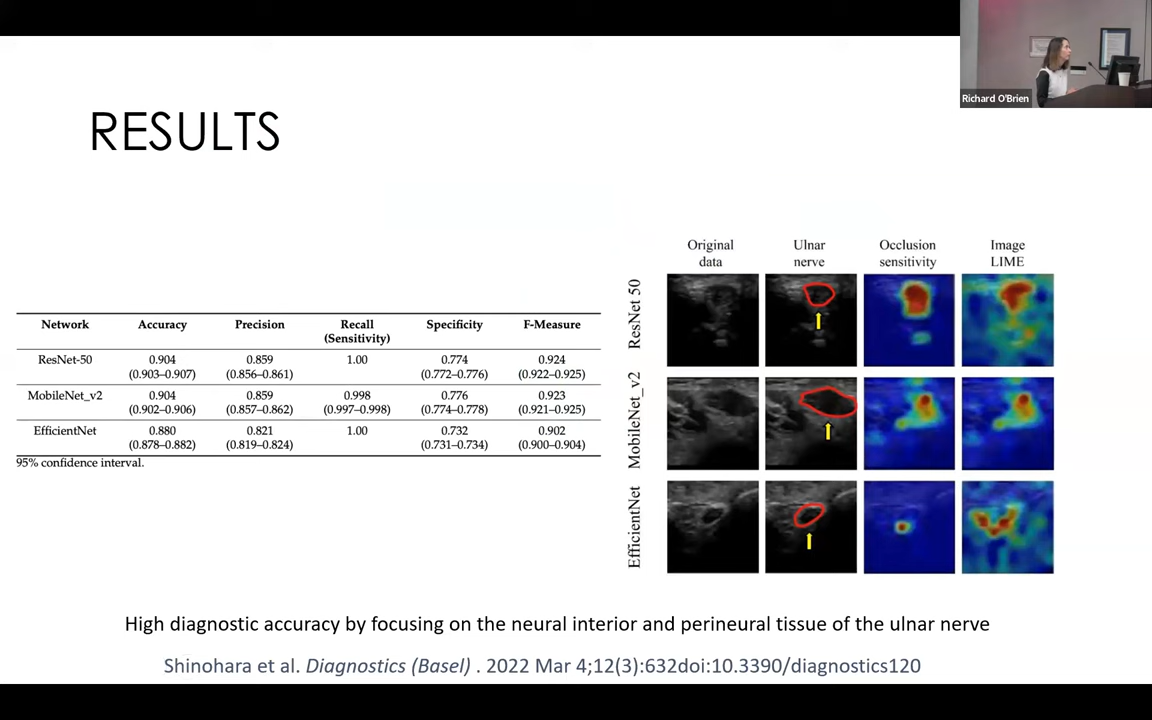 Richard O'Brien
RESULTS
Network Accuracy Precision Recall (Sensitivity) Specificity F-Measure
ResNet-50 0.904 0.859 1.00 0.774 0.924
(0.903–0.907) (0.856–0.861) (0.772–0.776) (0.922–0.925)
MobileNet_v2 0.904 0.859 0.998 0.776 0.923
(0.902–0.906) (0.857–0.862) (0.997–0.998) (0.774–0.778) (0.921–0.925)
EfficientNet 0.880 0.821 1.00 0.732 0.902
(0.878–0.882) (0.819–0.824) (0.731–0.734) (0.900–0.904)
95% confidence interval.
Original data
Ulnar nerve
Occlusion sensitivity
Image LIME
ResNet 50
MobileNet_v2
EfficientNet
High diagnostic accuracy by focusing on the neural interior and perineural tissue of the ulnar nerve
Shinohara et al. Diagnostics (Basel) . 2022 Mar 4;12(3):632doi:10.3390/diagnostics120